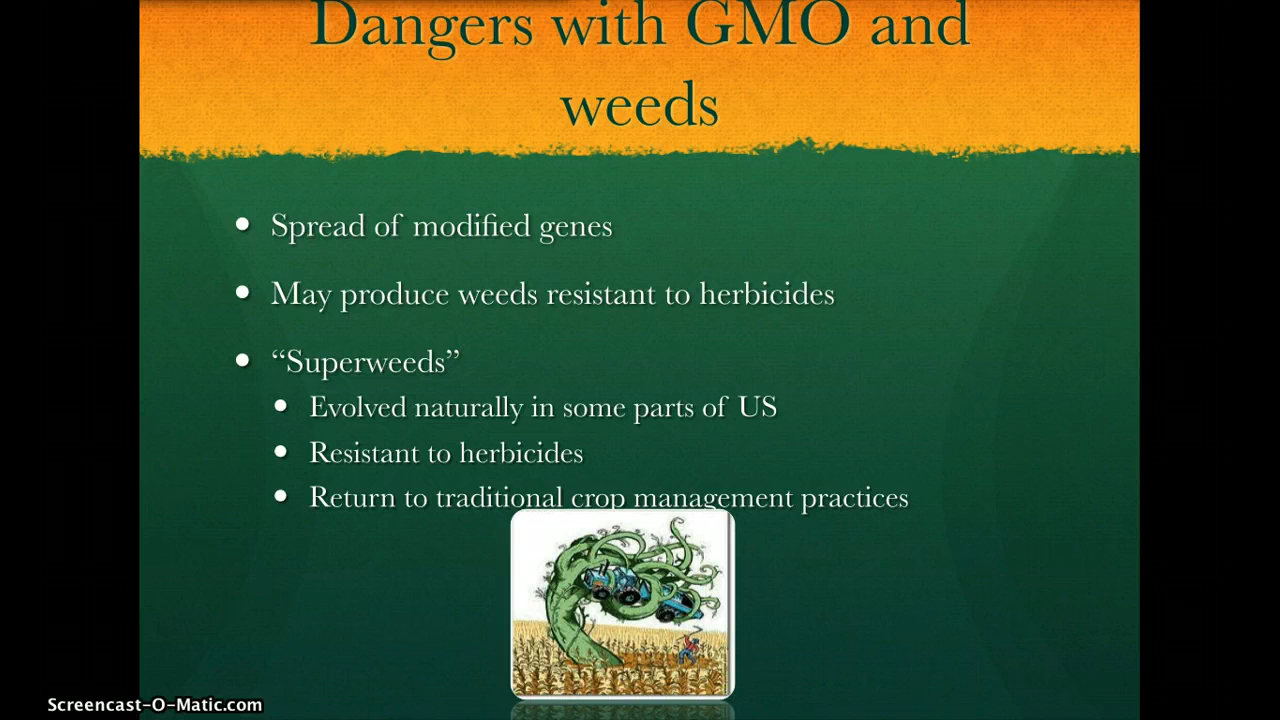 Dangers with GMO and
weeds
• Spread of modified genes
• May produce weeds resistant to herbicides
• “Superweeds”
• Evolved naturally in some parts of US
• Resistant to herbicides
• Return to traditional crop management practices
Screencast-O-Matic.com